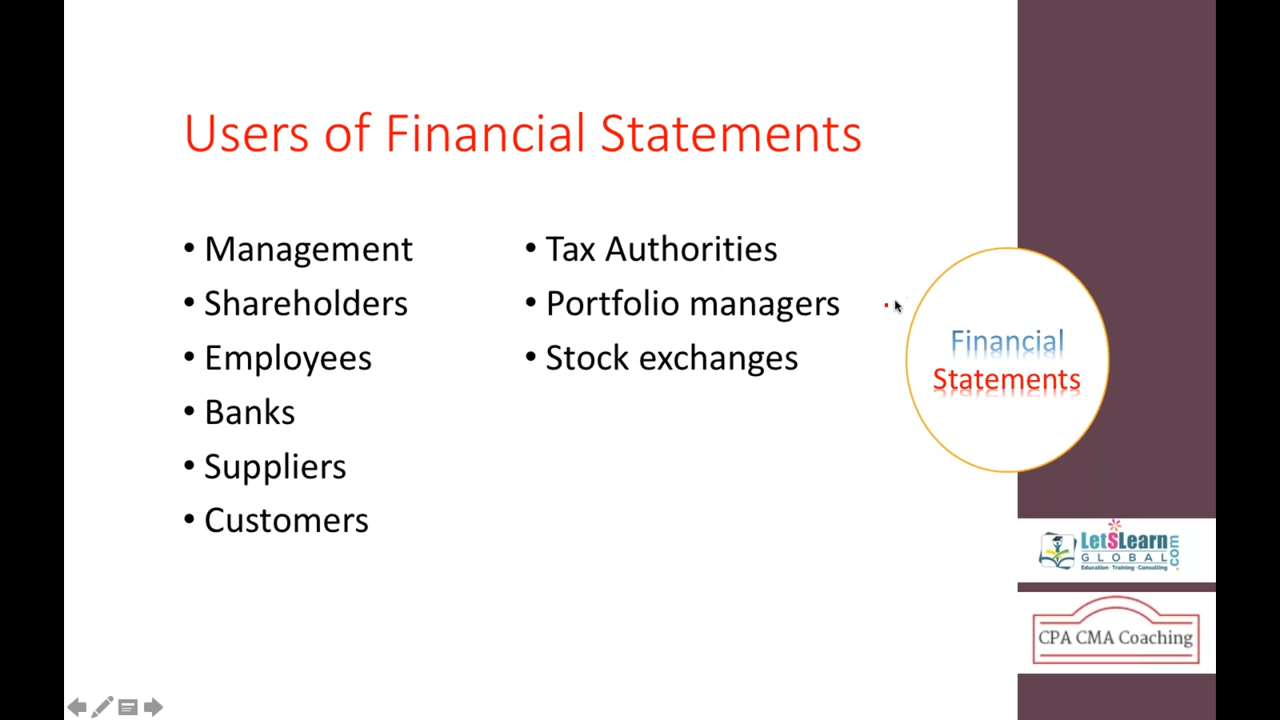 Users of Financial Statements
• Management
• Shareholders
• Employees
• Banks
• Suppliers
• Customers
• Tax Authorities
• Portfolio managers
• Stock exchanges
Financial
Statements
LetSLearn
GLOBAL.com
Education · Training · Consulting
CPA CMA Coaching